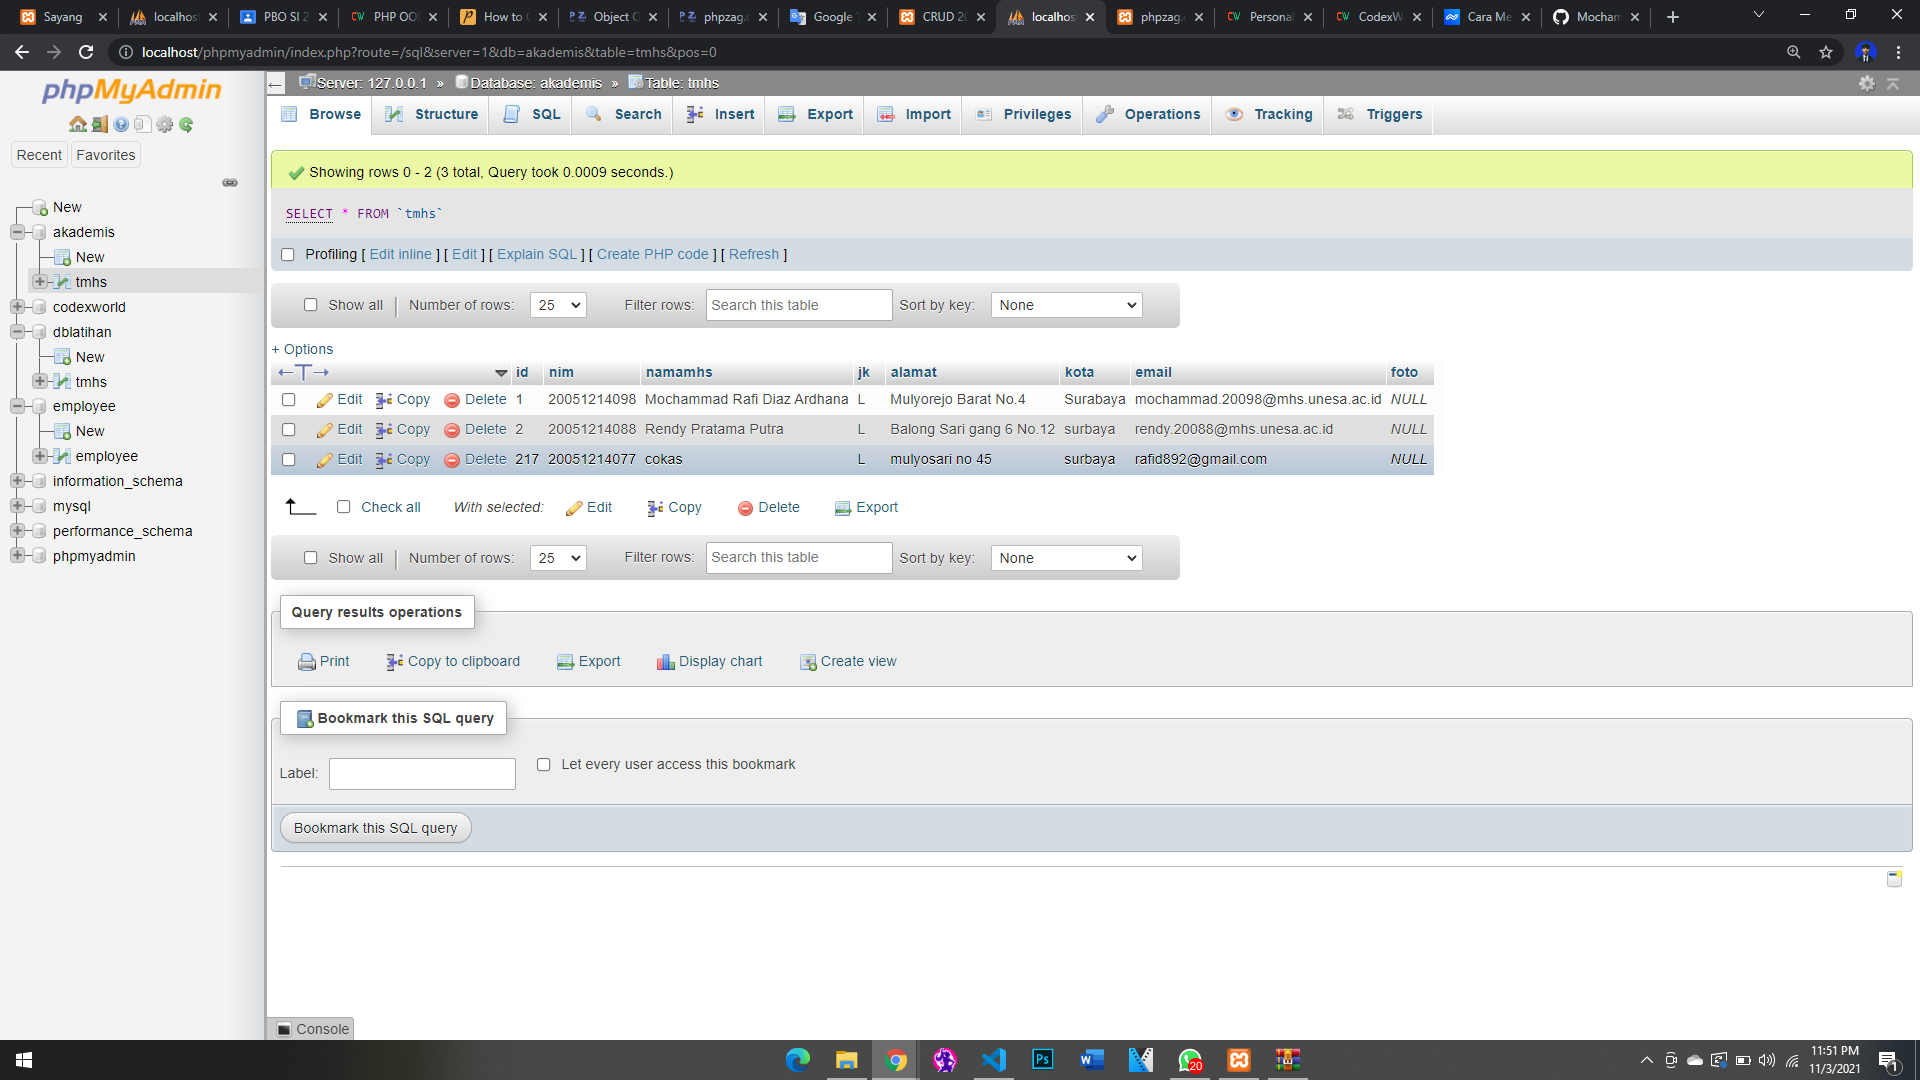 Sayang
localhos
PBO SI 2
PHP OO
How to C
Object O
phpzag.c
Google T
CRUD 20
localhos
phpzag.c
Personal
CodexW
Cara Me
Mocham
localhost/phpmyadmin/index.php?route=/sql&server=1&db=akademis&table=tmhs&pos=0
phpMyAdmin
Recent
Favorites
New
akademis
New
tmhs
codexworld
dblatihan
New
tmhs
employee
New
employee
information_schema
mysql
performance_schema
phpmyadmin
Server: 127.0.0.1 » Database: akademis » Table: tmhs
Browse Structure SQL Search Insert Export Import Privileges Operations Tracking Triggers
Showing rows 0 - 2 (3 total, Query took 0.0009 seconds.)
SELECT * FROM `tmhs`
Profiling [ Edit inline ] [ Edit ] [ Explain SQL ] [ Create PHP code ] [ Refresh ]
Show all | Number of rows: 25 Filter rows: Search this table Sort by key: None
+ Options
←T→ id nim namamhs jk alamat kota email foto
Edit Copy Delete 1 20051214098 Mochammad Rafi Diaz Ardhana L Mulyorejo Barat No.4 Surabaya mochammad.20098@mhs.unesa.ac.id NULL
Edit Copy Delete 2 20051214088 Rendy Pratama Putra L Balong Sari gang 6 No.12 surbaya rendy.20088@mhs.unesa.ac.id NULL
Edit Copy Delete 217 20051214077 cokas L mulyosari no 45 surbaya rafid892@gmail.com NULL
Check all With selected: Edit Copy Delete Export
Show all | Number of rows: 25 Filter rows: Search this table Sort by key: None
Query results operations
Print Copy to clipboard Export Display chart Create view
Bookmark this SQL query
Label: Let every user access this bookmark
Bookmark this SQL query
Console
Ps
20
11:51 PM
11/3/2021
1